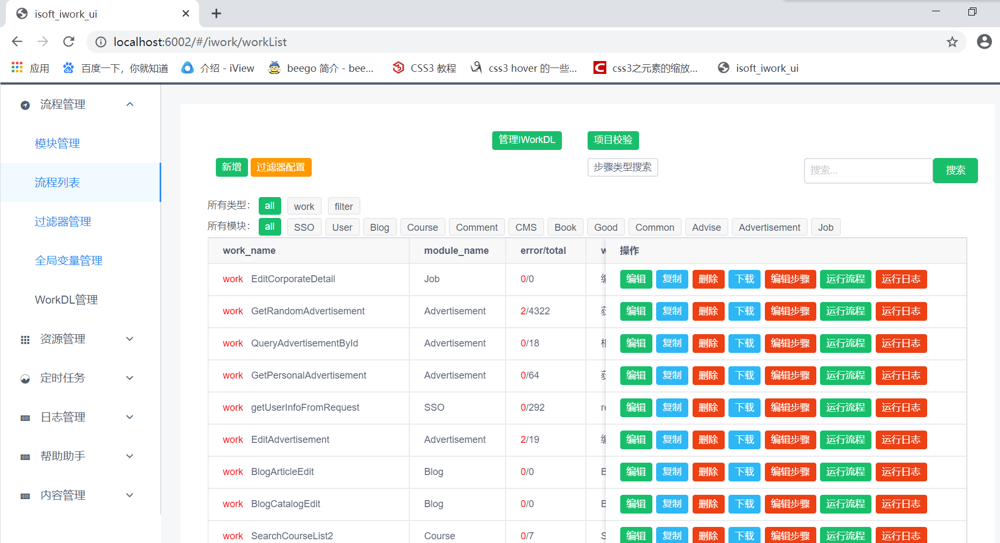 isoft_iwork_ui
localhost:6002/#/iwork/workList
应用 百度一下，你就知道 介绍 - iView beego 简介 - bee... CSS3 教程 css3 hover 的一些... css3之元素的缩放... isoft_iwork_ui
流程管理
模块管理
流程列表
过滤器管理
全局变量管理
WorkDL管理
资源管理
定时任务
日志管理
帮助助手
内容管理
管理IWorkDL 项目校验
新增 过滤器配置 步骤类型搜索 搜索... 搜索
所有类型: all work filter
所有模块: all SSO User Blog Course Comment CMS Book Good Common Advise Advertisement Job
work_name module_name error/total w 操作
work EditCorporateDetail Job 0/0 编辑 复制 删除 下载 编辑步骤 运行流程 运行日志
work GetRandomAdvertisement Advertisement 2/4322 编辑 复制 删除 下载 编辑步骤 运行流程 运行日志
work QueryAdvertisementById Advertisement 0/18 编辑 复制 删除 下载 编辑步骤 运行流程 运行日志
work GetPersonalAdvertisement Advertisement 0/64 编辑 复制 删除 下载 编辑步骤 运行流程 运行日志
work getUserInfoFromRequest SSO 0/292 re 编辑 复制 删除 下载 编辑步骤 运行流程 运行日志
work EditAdvertisement Advertisement 2/19 编辑 复制 删除 下载 编辑步骤 运行流程 运行日志
work BlogArticleEdit Blog 0/0 B 编辑 复制 删除 下载 编辑步骤 运行流程 运行日志
work BlogCatalogEdit Blog 0/0 B 编辑 复制 删除 下载 编辑步骤 运行流程 运行日志
work SearchCourseList2 Course 0/7 S 编辑 复制 删除 下载 编辑步骤 运行流程 运行日志